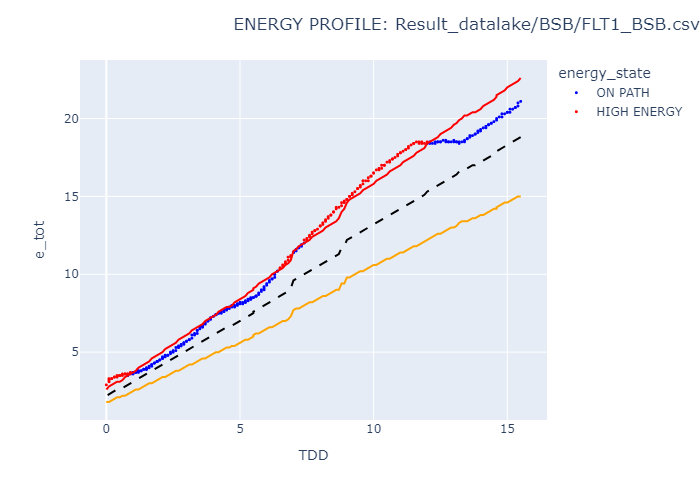 ENERGY PROFILE: Result_datalake/BSB/FLT1_BSB.csv
energy_state
ON PATH
HIGH ENERGY
e_tot
20
15
10
5
0
5
10
15
TDD